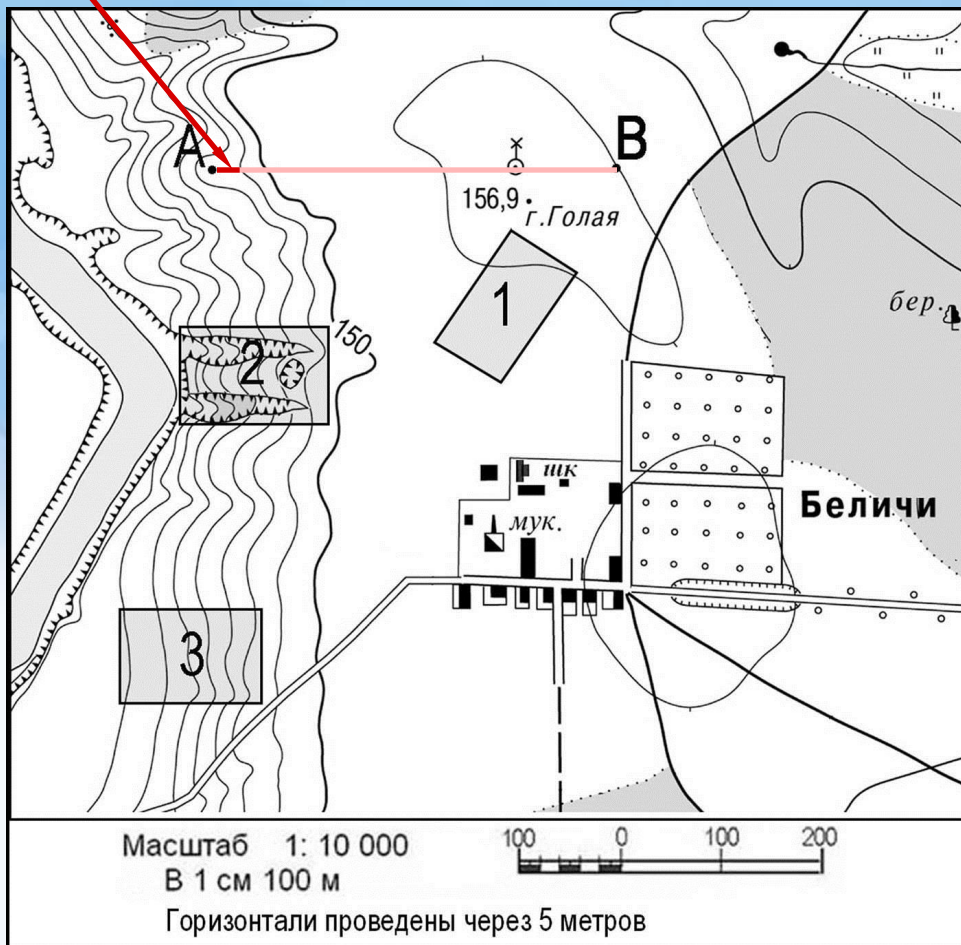 A
B
156,9
г.Голая
1
бер.
150
2
шк
Беличи
мук.
3
Масштаб 1: 10 000
100 0 100 200
В 1 см 100 м
Горизонтали проведены через 5 метров